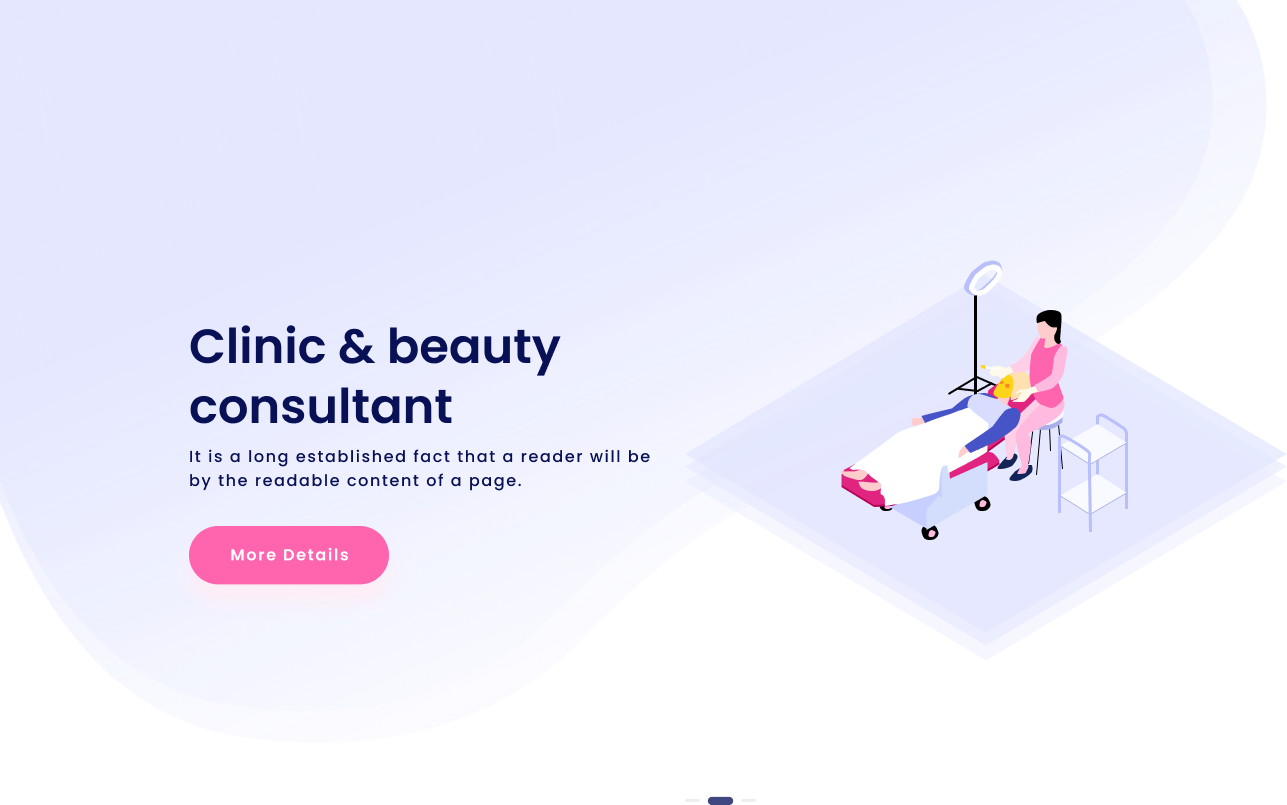 Clinic & beauty
consultant
It is a long established fact that a reader will be
by the readable content of a page.
More Details